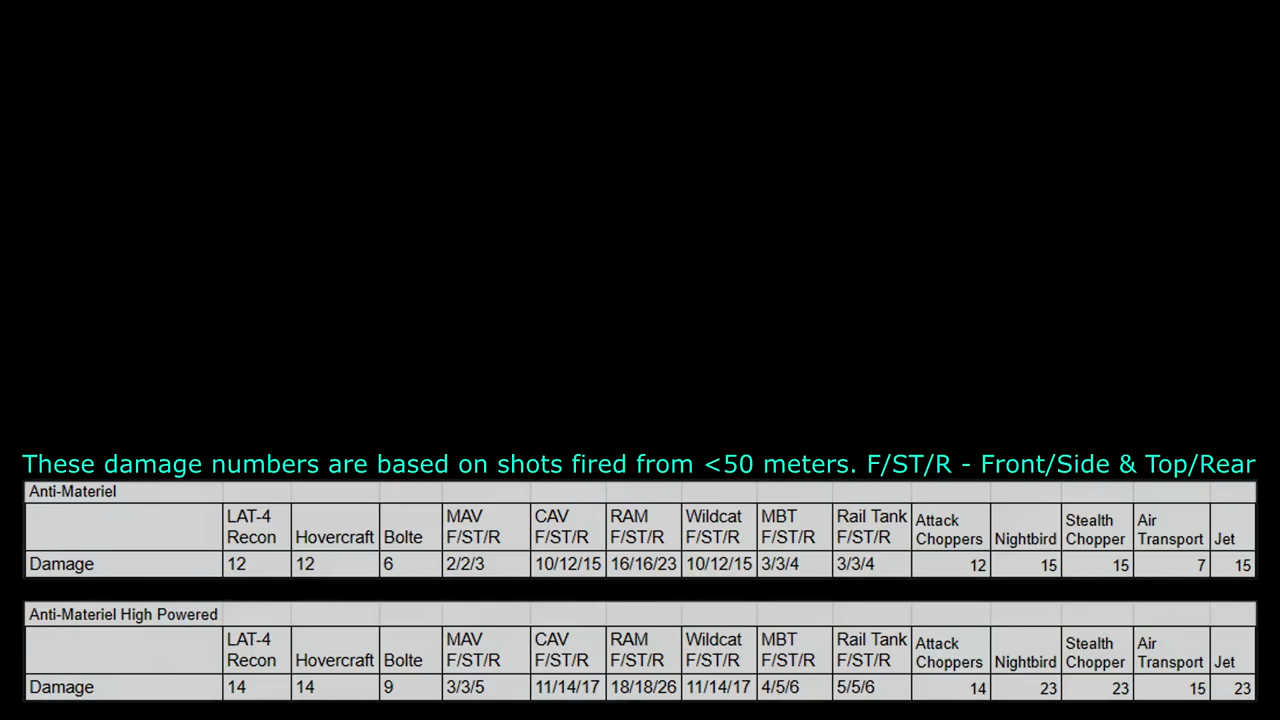 These damage numbers are based on shots fired from <50 meters. F/ST/R - Front/Side & Top/Rear
Anti-Materiel
LAT-4 Recon Hovercraft Bolte MAV F/ST/R CAV F/ST/R RAM F/ST/R Wildcat F/ST/R MBT F/ST/R Rail Tank F/ST/R Attack Choppers Nightbird Stealth Chopper Air Transport Jet
Damage 12 12 6 2/2/3 10/12/15 16/16/23 10/12/15 3/3/4 3/3/4 12 15 15 7 15
Anti-Materiel High Powered
LAT-4 Recon Hovercraft Bolte MAV F/ST/R CAV F/ST/R RAM F/ST/R Wildcat F/ST/R MBT F/ST/R Rail Tank F/ST/R Attack Choppers Nightbird Stealth Chopper Air Transport Jet
Damage 14 14 9 3/3/5 11/14/17 18/18/26 11/14/17 4/5/6 5/5/6 14 23 23 15 23